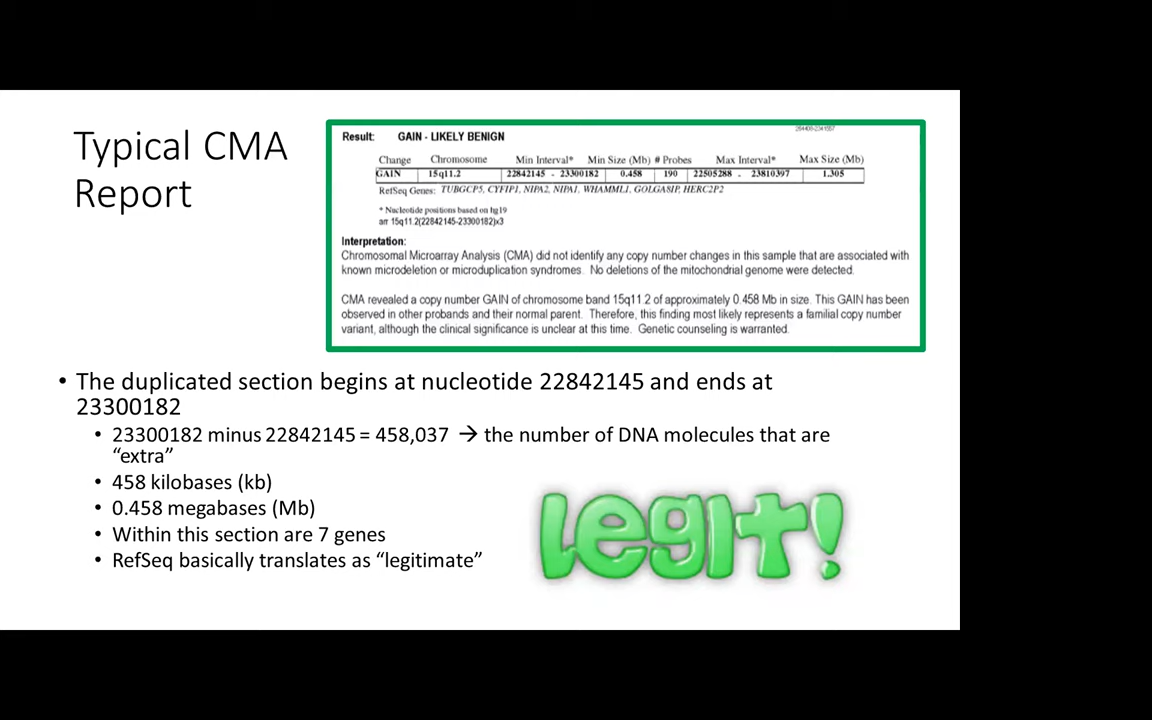 Typical CMA
Report
Result: GAIN - LIKELY BENIGN
Change Chromosome Min Interval* Min Size (Mb) # Probes Max Interval* Max Size (Mb)
GAIN 15q11.2 22842145 - 23300182 0.458 190 22505288 - 23810397 1.305
RefSeq Genes: TUBGCP5, CYFIP1, NIPA2, NIPA1, WHAMML1, GOLGA8IP, HERC2P2
* Nucleotide positions based on hg19
arr 15q11.2(22842145-23300182)x3
Interpretation:
Chromosomal Microarray Analysis (CMA) did not identify any copy number changes in this sample that are associated with
known microdeletion or microduplication syndromes. No deletions of the mitochondrial genome were detected.
CMA revealed a copy number GAIN of chromosome band 15q11.2 of approximately 0.458 Mb in size. This GAIN has been
observed in other probands and their normal parent. Therefore, this finding most likely represents a familial copy number
variant, although the clinical significance is unclear at this time. Genetic counseling is warranted.
• The duplicated section begins at nucleotide 22842145 and ends at
23300182
• 23300182 minus 22842145 = 458,037 → the number of DNA molecules that are
“extra”
• 458 kilobases (kb)
• 0.458 megabases (Mb)
• Within this section are 7 genes
• RefSeq basically translates as “legitimate”
legit!